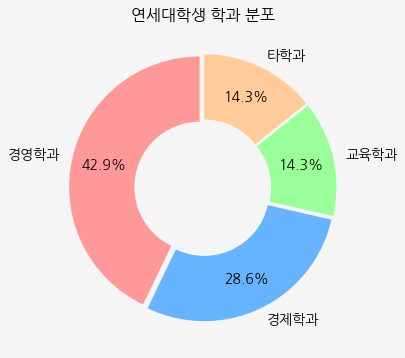 연세대학생 학과 분포
타학과
14.3%
경영학과
42.9%
14.3%
교육학과
28.6%
경제학과